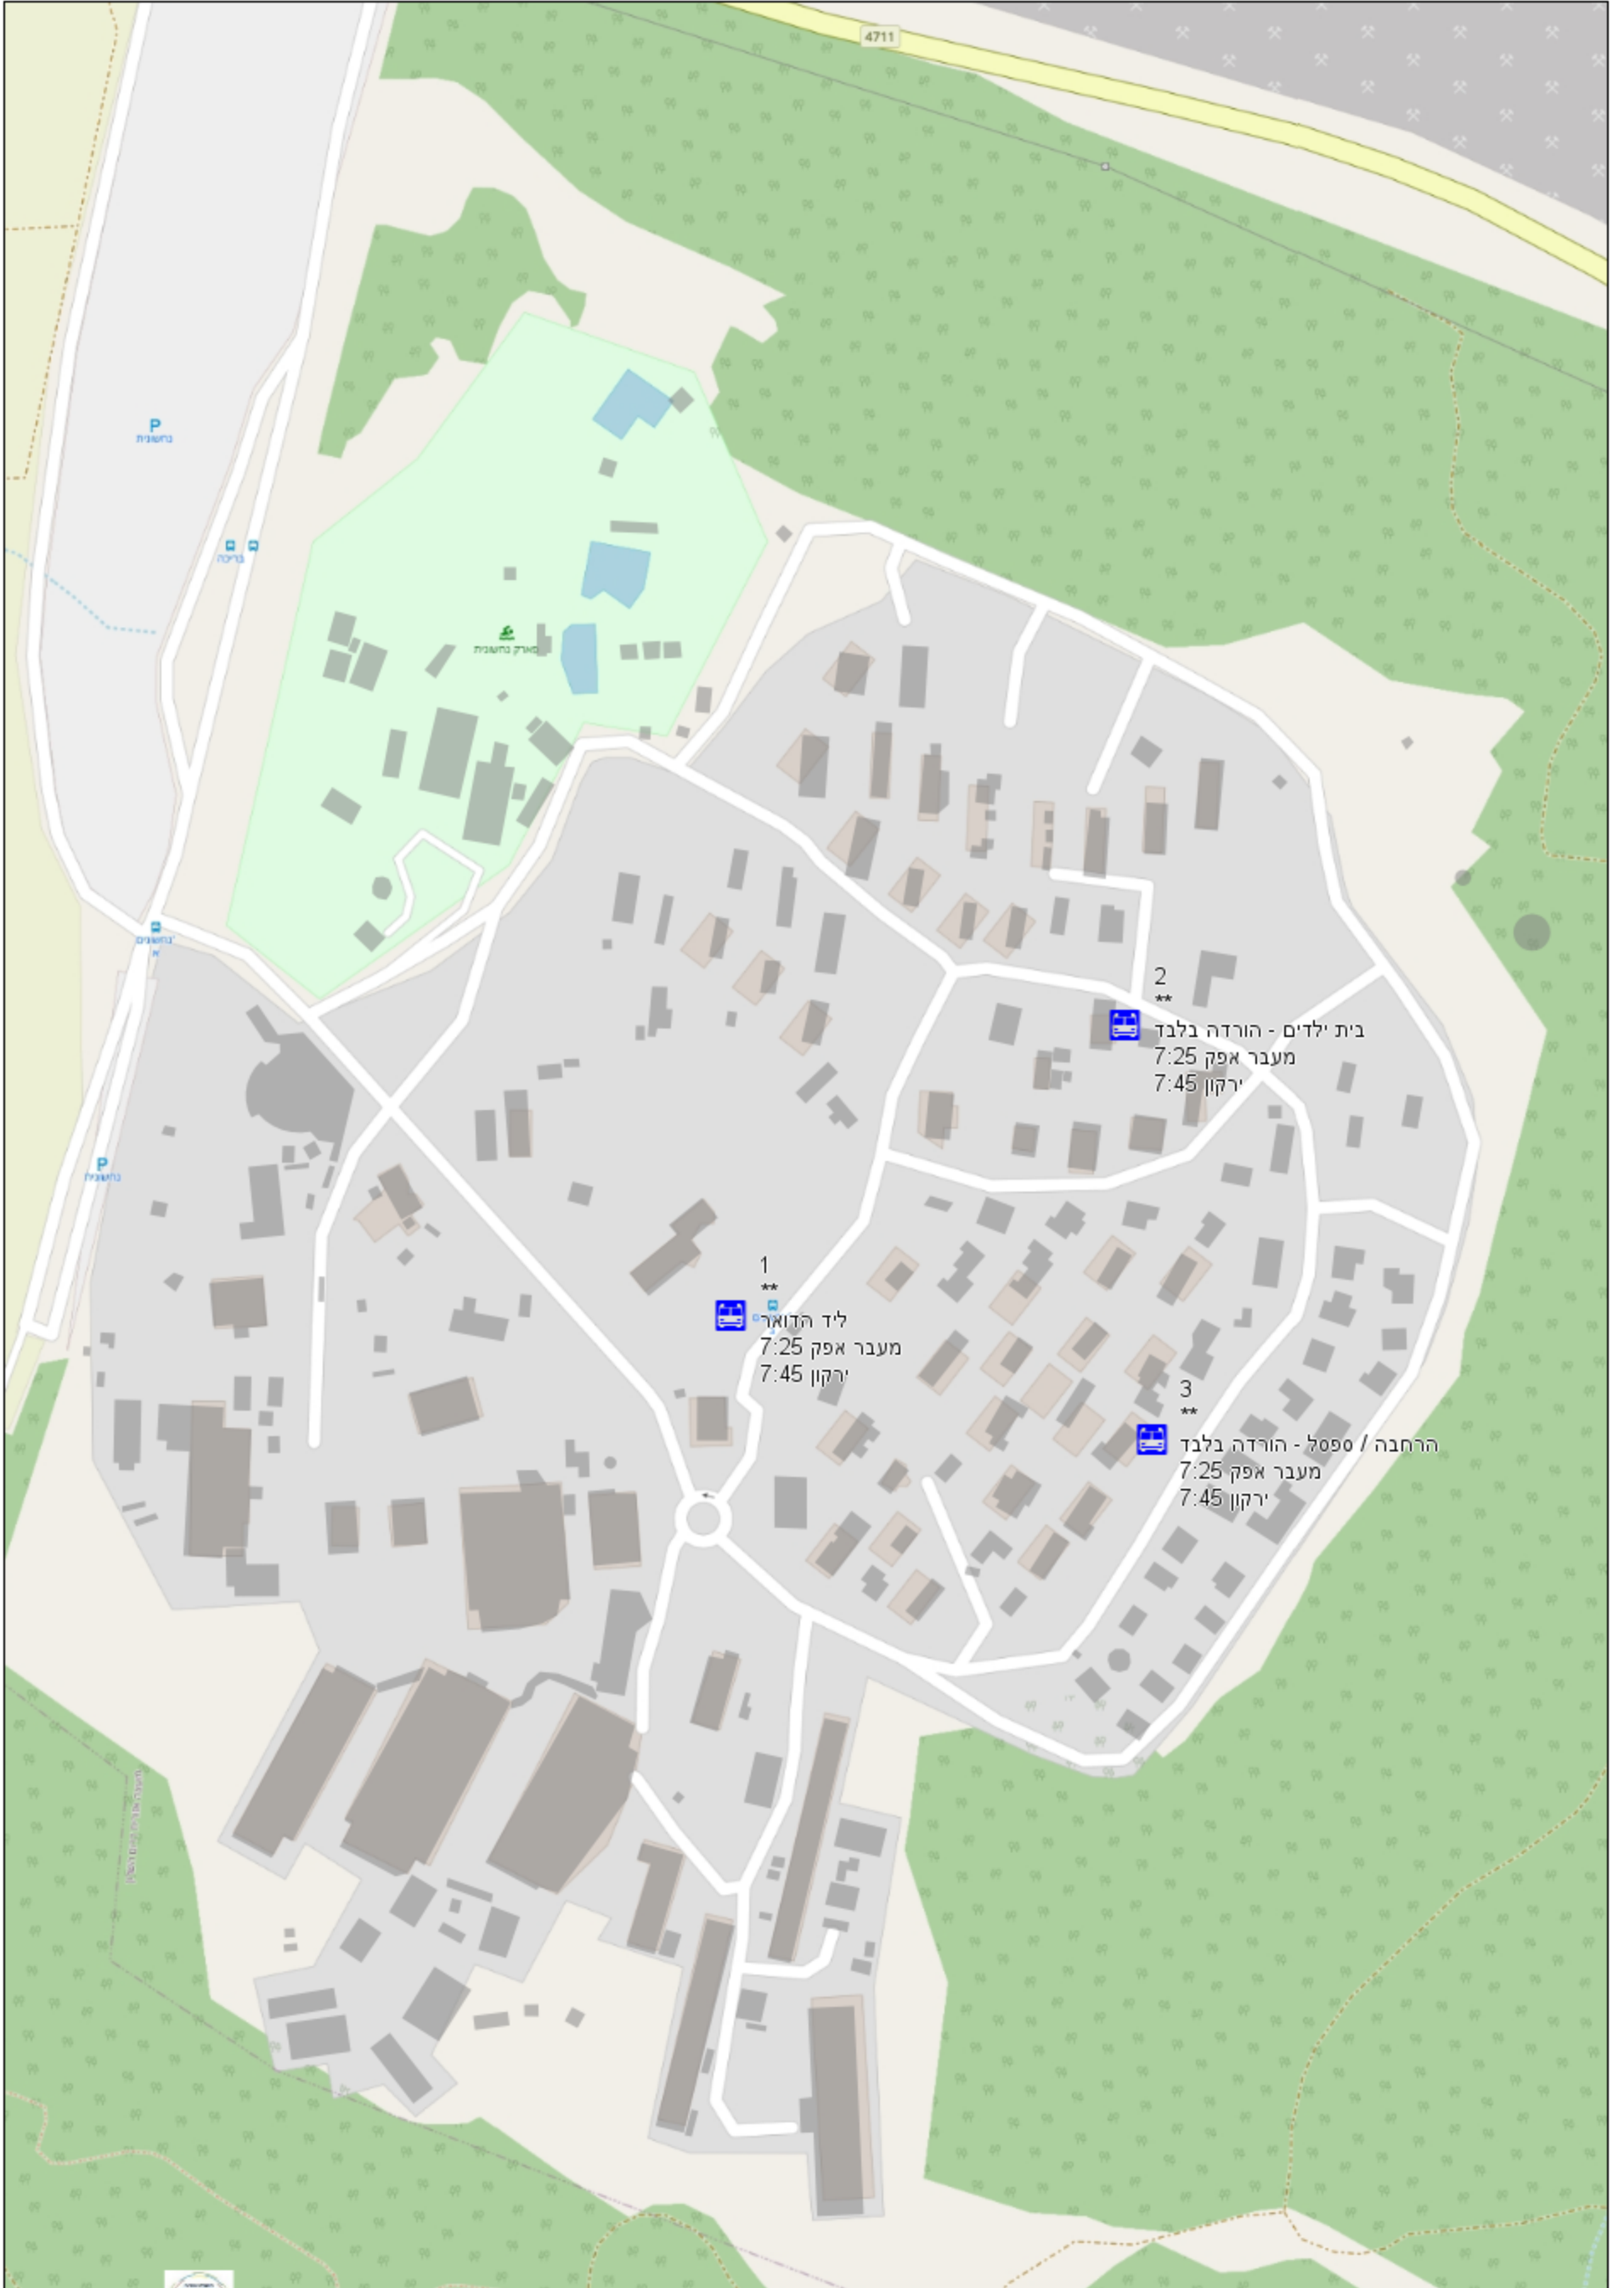 4711
P
נחשונית
בריכה
פארק נחשונית
נחשונים
א'
P
נחשונית
2
**
בית ילדים - הורדה בלבד
מעבר אפק 7:25
ירקון 7:45
1
**
ליד הדואר
מעבר אפק 7:25
ירקון 7:45
3
**
הרחבה / ספסל - הורדה בלבד
מעבר אפק 7:25
ירקון 7:45